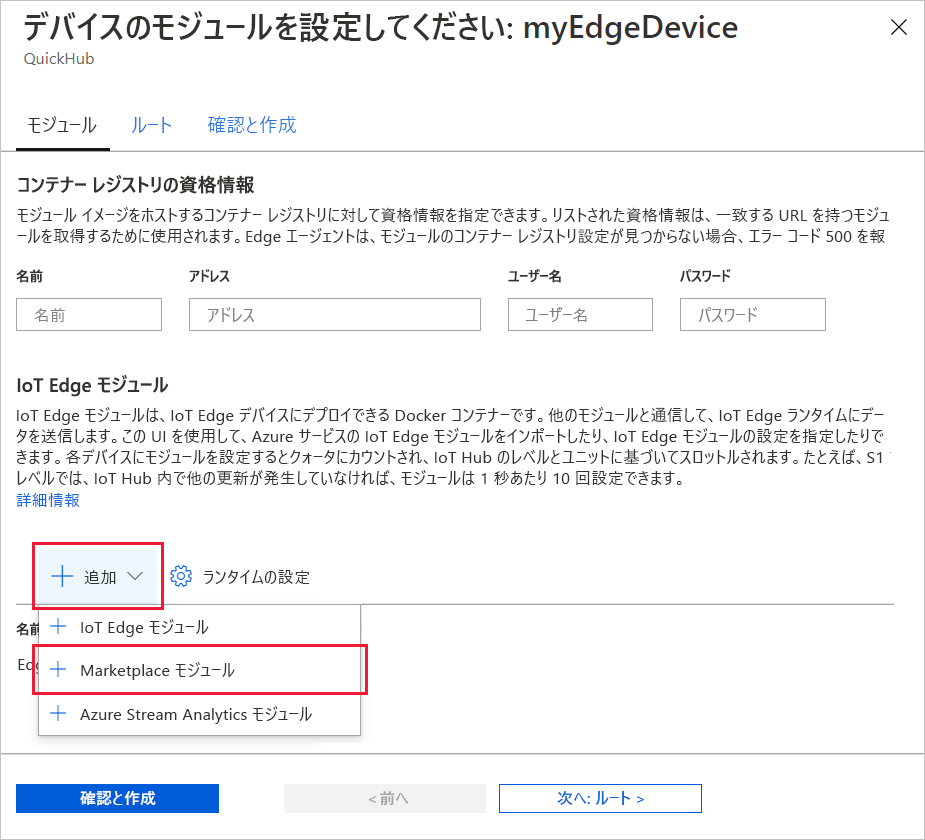 デバイスのモジュールを設定してください: myEdgeDevice
QuickHub
モジュール ルート 確認と作成
コンテナー レジストリの資格情報
モジュール イメージをホストするコンテナー レジストリに対して資格情報を指定できます。リストされた資格情報は、一致する URL を持つモジュ
ールを取得するために使用されます。Edge エージェントは、モジュールのコンテナー レジストリ設定が見つからない場合、エラー コード 500 を報
名前 アドレス ユーザー名 パスワード
名前 アドレス ユーザー名 パスワード
IoT Edge モジュール
IoT Edge モジュールは、IoT Edge デバイスにデプロイできる Docker コンテナーです。他のモジュールと通信して、IoT Edge ランタイムにデー
タを送信します。この UI を使用して、Azure サービスの IoT Edge モジュールをインポートしたり、IoT Edge モジュールの設定を指定したりで
きます。各デバイスにモジュールを設定するとクォータにカウントされ、IoT Hub のレベルとユニットに基づいてスロットルされます。たとえば、S1
レベルでは、IoT Hub 内で他の更新が発生していなければ、モジュールは 1 秒あたり 10 回設定できます。
詳細情報
追加 ランタイムの設定
名前
IoT Edge モジュール
Marketplace モジュール
Azure Stream Analytics モジュール
確認と作成 < 前へ 次へ: ルート >